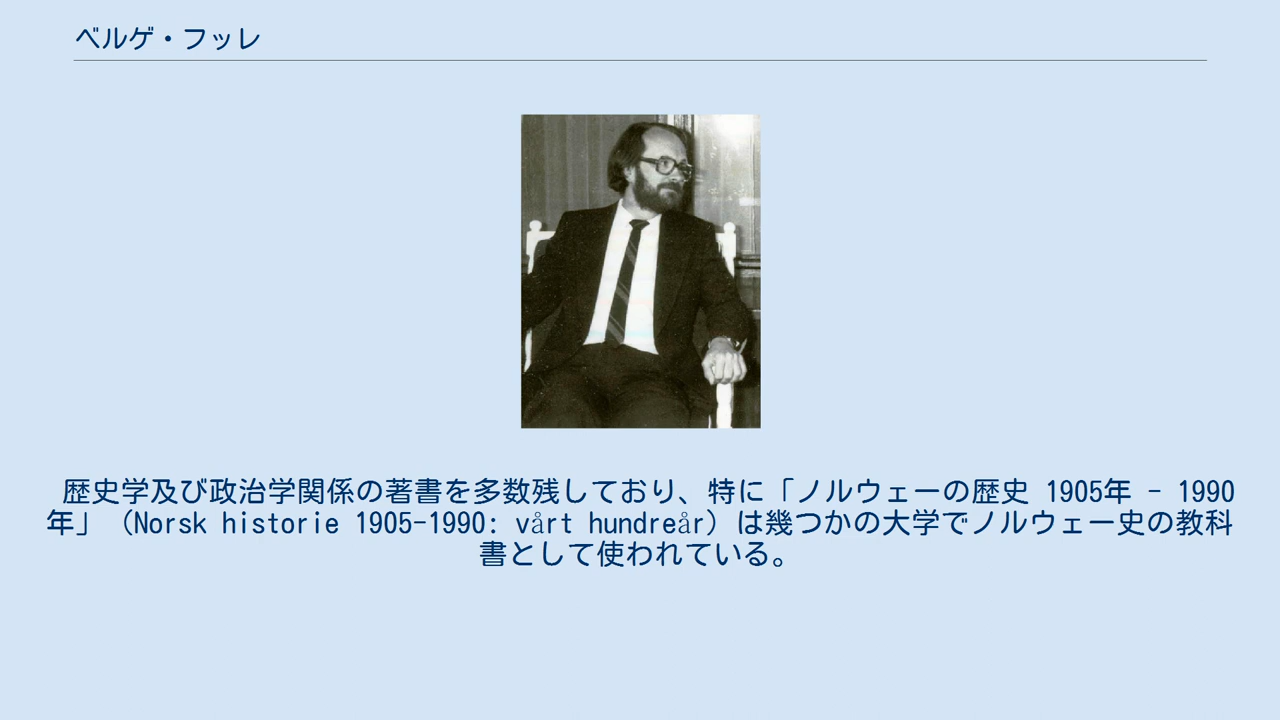 ベルゲ・フッレ
歴史学及び政治学関係の著書を多数残しており、特に「ノルウェーの歴史 1905年 - 1990
年」（Norsk historie 1905-1990: vårt hundreår）は幾つかの大学でノルウェー史の教科
書として使われている。